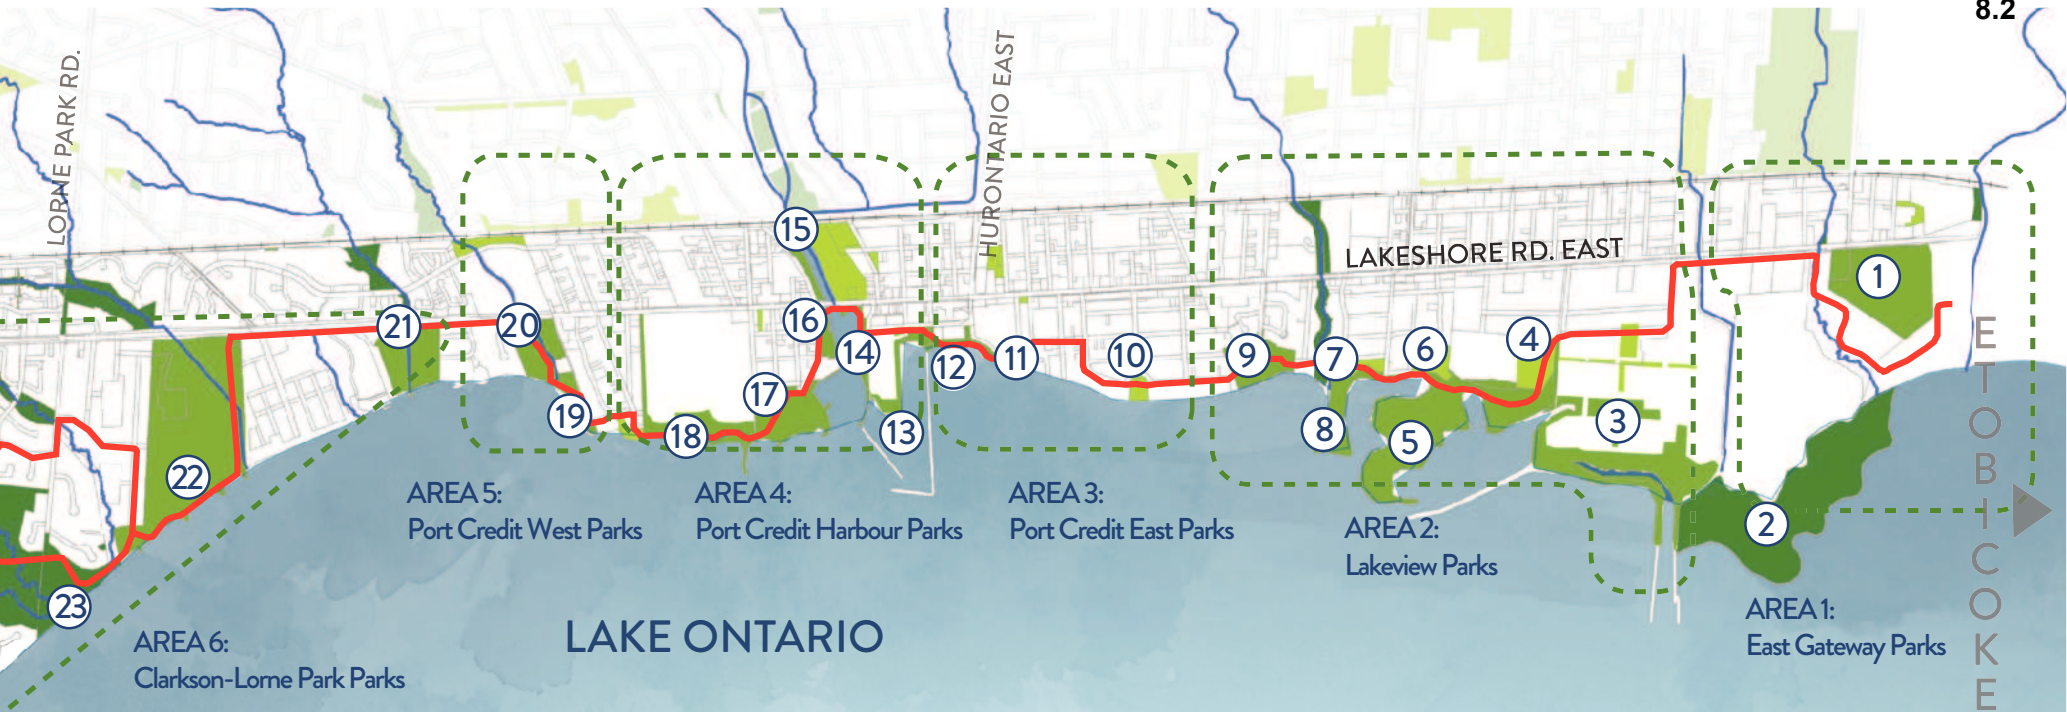 8.2
LORNE PARK RD.
HURONTARIO EAST
LAKESHORE RD. EAST
15
1
21
20
16
14
12
11
10
9
7
6
4
17
19
18
13
8
5
3
22
2
23
AREA 5:
Port Credit West Parks
AREA 4:
Port Credit Harbour Parks
AREA 3:
Port Credit East Parks
AREA 2:
Lakeview Parks
AREA 1:
East Gateway Parks
AREA 6:
Clarkson-Lorne Park Parks
LAKE ONTARIO
ETOBICOKE